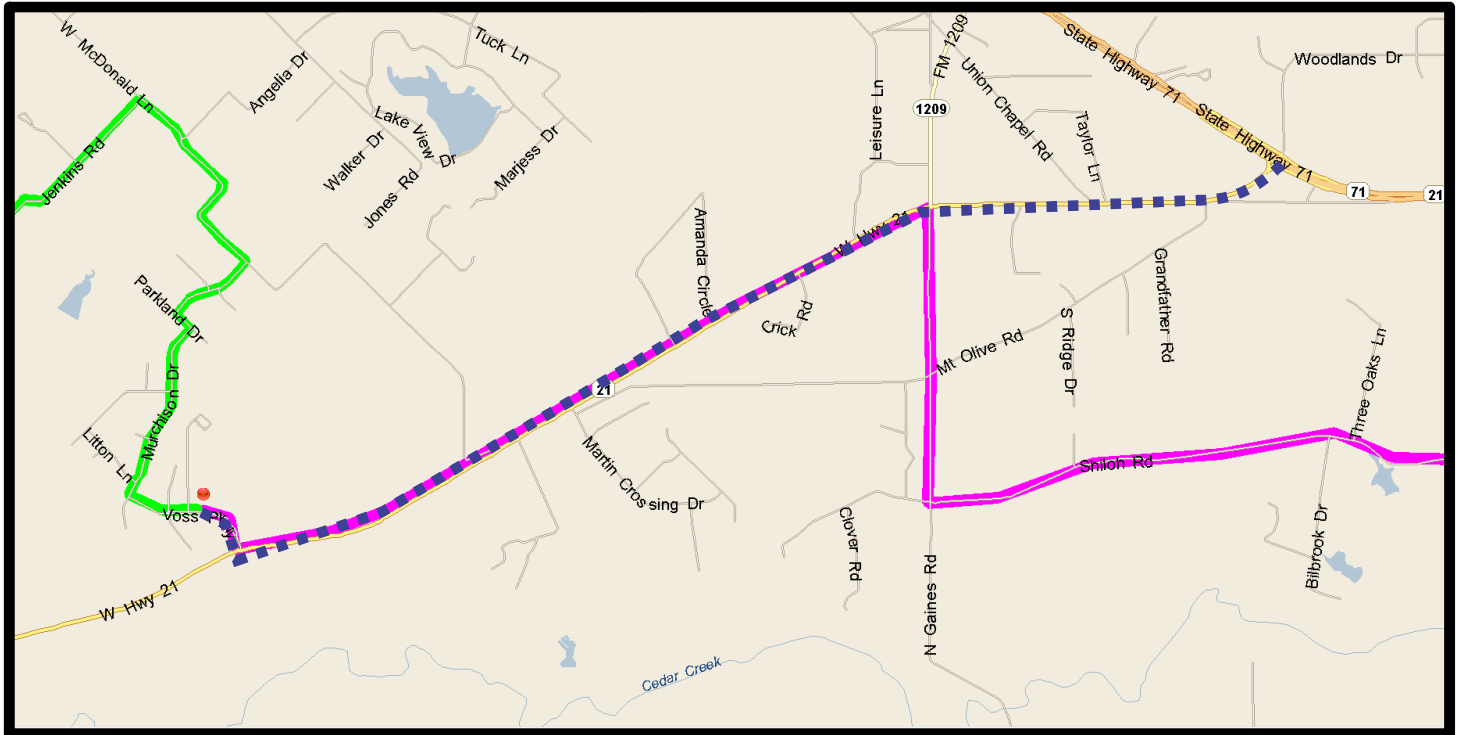 W McDonald Ln
Tuck Ln
FM 1209
State Highway 71
Woodlands Dr
Angelia Dr
Union Chapel Rd
Leisure Ln
1209
State Highway 71
Lake View Dr
Taylor Ln
Walker Dr
Jenkins Rd
Marjess Dr
Jones Rd
71
21
W Hwy 21
Amanda Circle
Grandfather Rd
Parkland Dr
Crick Rd
S Ridge Dr
Mt Olive Rd
Three Oaks Ln
21
Murchison Dr
Litton Ln
Martin Crossing Dr
Shiloh Rd
Voss Pkwy
Clover Rd
Bilbrook Dr
N Gaines Rd
W Hwy 21
Cedar Creek